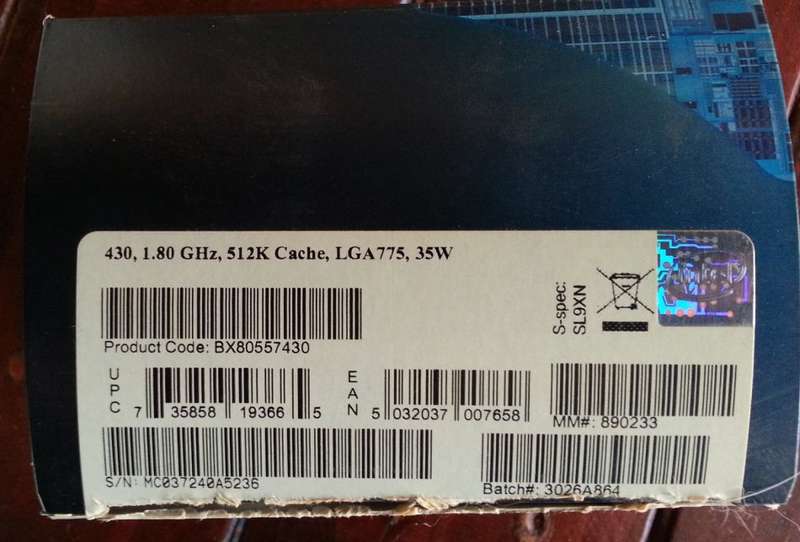 430, 1.80 GHz, 512K Cache, LGA775, 35W
S-spec:
SL9XN
Product Code: BX80557430
UPC 7 35858 19366 5
EAN 5 032037 007658
MM#: 890233
S/N: MC037240A5236
Batch#: 3026A864